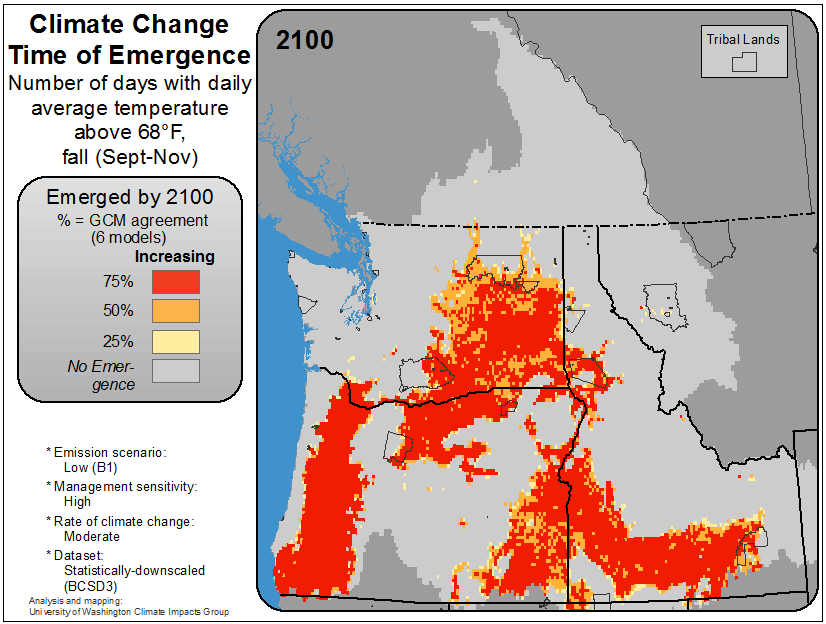 Climate Change
Time of Emergence
Number of days with daily
average temperature
above 68°F,
fall (Sept-Nov)
Emerged by 2100
% = GCM agreement
(6 models)
Increasing
75%
50%
25%
No Emer-
gence
* Emission scenario:
Low (B1)
* Management sensitivity:
High
* Rate of climate change:
Moderate
* Dataset:
Statistically-downscaled
(BCSD3)
Analysis and mapping:
University of Washington Climate Impacts Group
2100
Tribal Lands